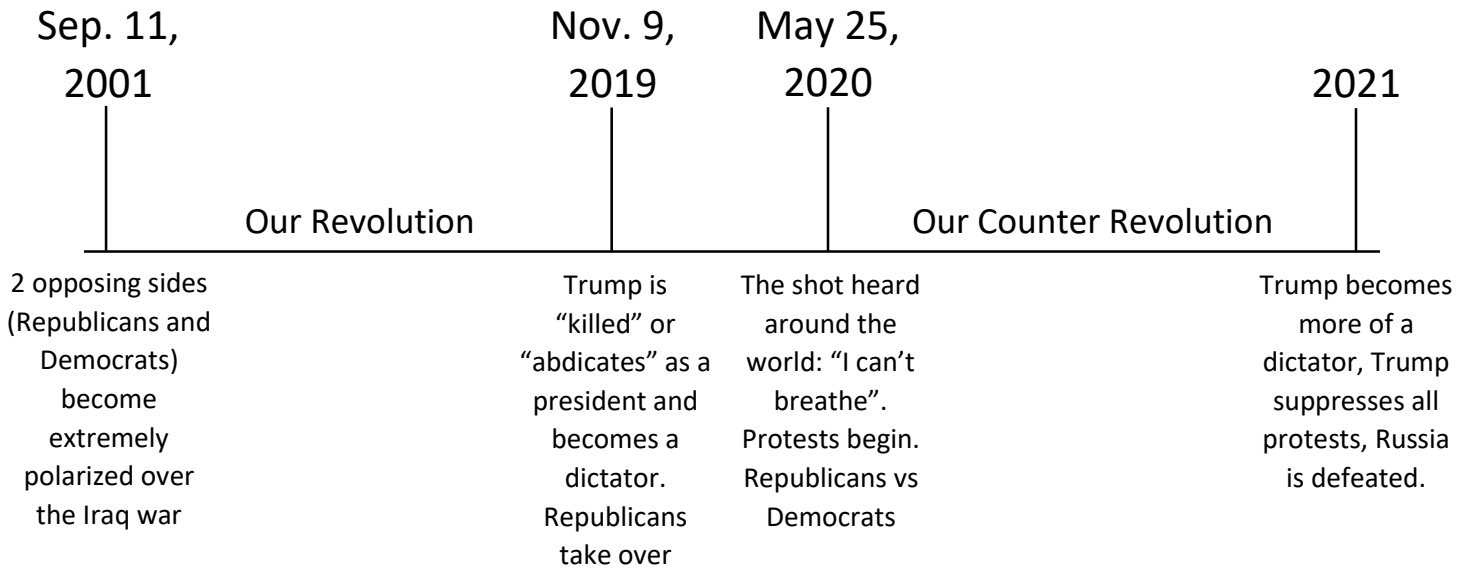 Sep. 11,
2001
Nov. 9,
2019
May 25,
2020
2021
Our Revolution
Our Counter Revolution
2 opposing sides
(Republicans and
Democrats)
become
extremely
polarized over
the Iraq war
Trump is
“killed” or
“abdicates” as a
president and
becomes a
dictator.
Republicans
take over
The shot heard
around the
world: “I can’t
breathe”.
Protests begin.
Republicans vs
Democrats
Trump becomes
more of a
dictator, Trump
suppresses all
protests, Russia
is defeated.